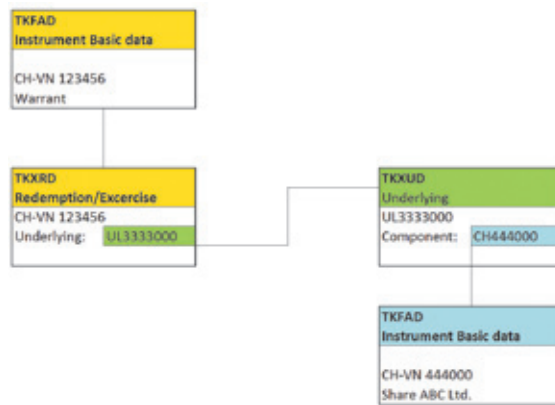 TKFAD
Instrument Basic data
CH-VN 123456
Warrant
TKXRD
Redemption/Excercise
CH-VN 123456
Underlying: UL3333000
TKXUD
Underlying
UL3333000
Component: CH444000
TKFAD
Instrument Basic data
CH-VN 444000
Share ABC Ltd.